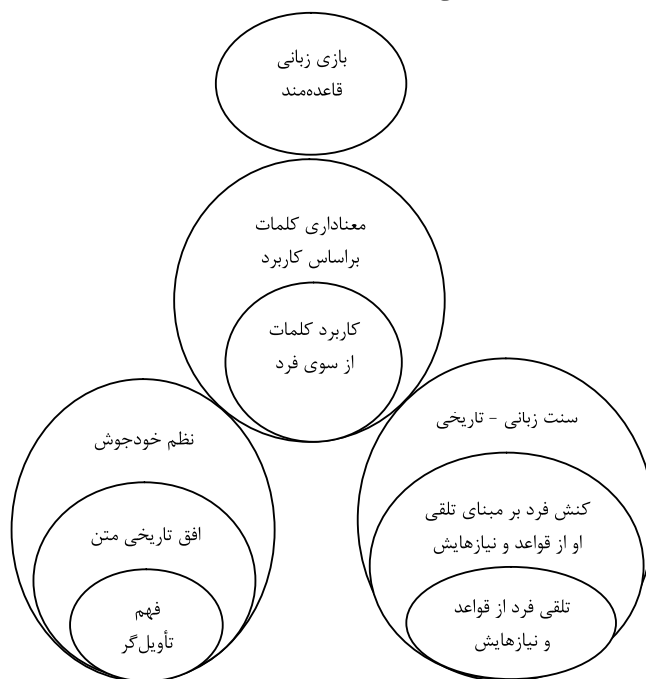 بازی زبانی
قاعده‌مند
معناداری کلمات
براساس کاربرد
کاربرد کلمات
از سوی فرد
سنت زبانی - تاریخی
کنش فرد بر مبنای تلقی
او از قواعد و نیازهایش
تلقی فرد از قواعد
و نیازهایش
نظم خودجوش
افق تاریخی متن
فهم
تأویل‌گر